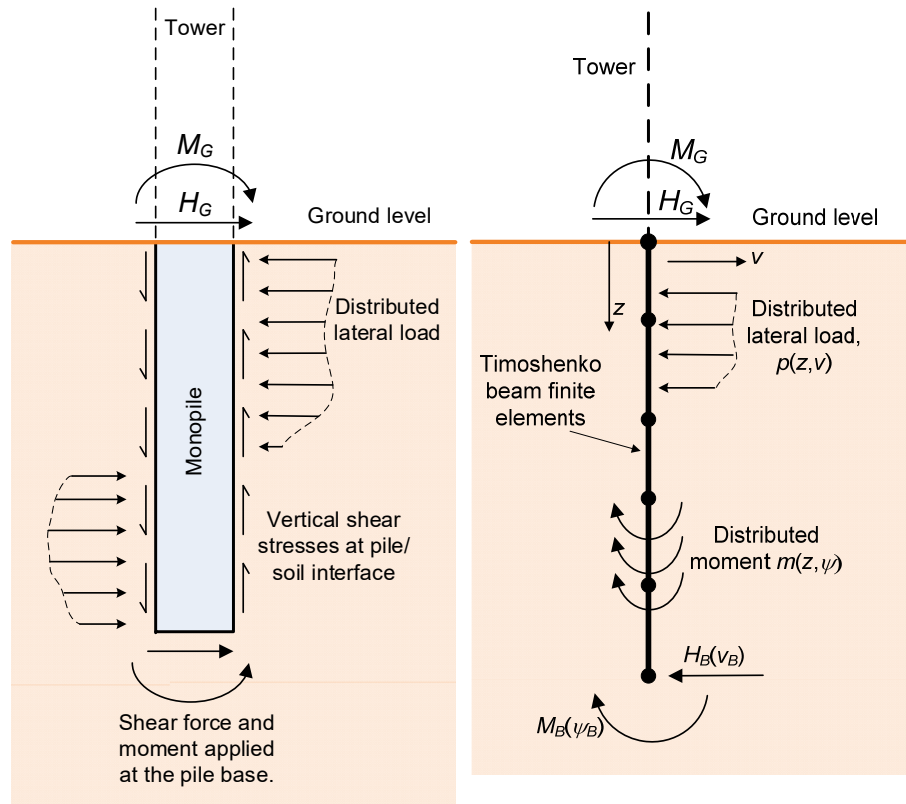 Tower
M_G
H_G
Ground level
Distributed
lateral load
Monopile
Vertical shear
stresses at pile/
soil interface
Shear force and
moment applied
at the pile base.
Tower
M_G
H_G
Ground level
v
z
Distributed
lateral load,
p(z,v)
Timoshenko
beam finite
elements
Distributed
moment m(z,ψ)
H_B(v_B)
M_B(ψ_B)